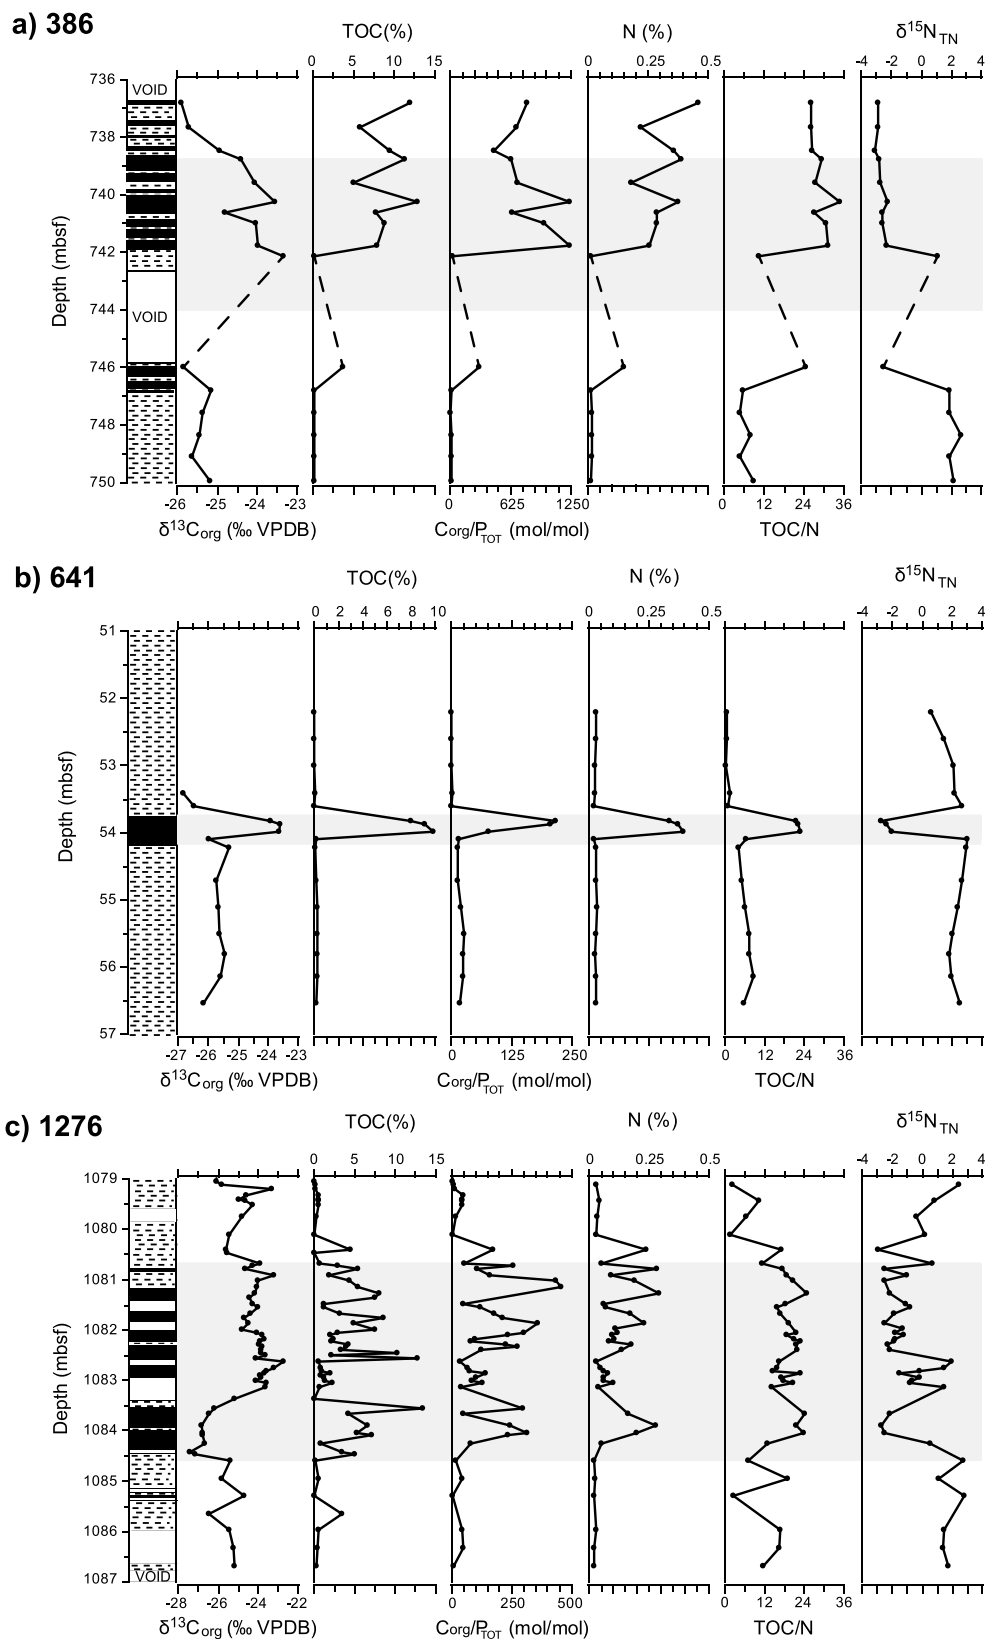 a) 386
TOC(%) N (%) δ¹⁵N_TN
0 5 10 15 0 0.25 0.5 -4 -2 0 2 4
736
738
740
742
744
746
748
750
Depth (mbsf)
VOID
VOID
-26 -25 -24 -23 0 625 1250 0 12 24 36
δ¹³Corg (‰ VPDB) Corg/P_TOT (mol/mol) TOC/N
b) 641
TOC(%) N (%) δ¹⁵N_TN
0 2 4 6 8 10 0 0.25 0.5 -4 -2 0 2 4
51
52
53
54
55
56
57
Depth (mbsf)
-27 -26 -25 -24 -23 0 125 250 0 12 24 36
δ¹³Corg (‰ VPDB) Corg/P_TOT (mol/mol) TOC/N
c) 1276
TOC(%) N (%) δ¹⁵N_TN
0 5 10 15 0 0.25 0.5 -4 -2 0 2 4
1079
1080
1081
1082
1083
1084
1085
1086
1087
Depth (mbsf)
VOID
-28 -26 -24 -22 0 250 500 0 12 24 36
δ¹³Corg (‰ VPDB) Corg/P_TOT (mol/mol) TOC/N